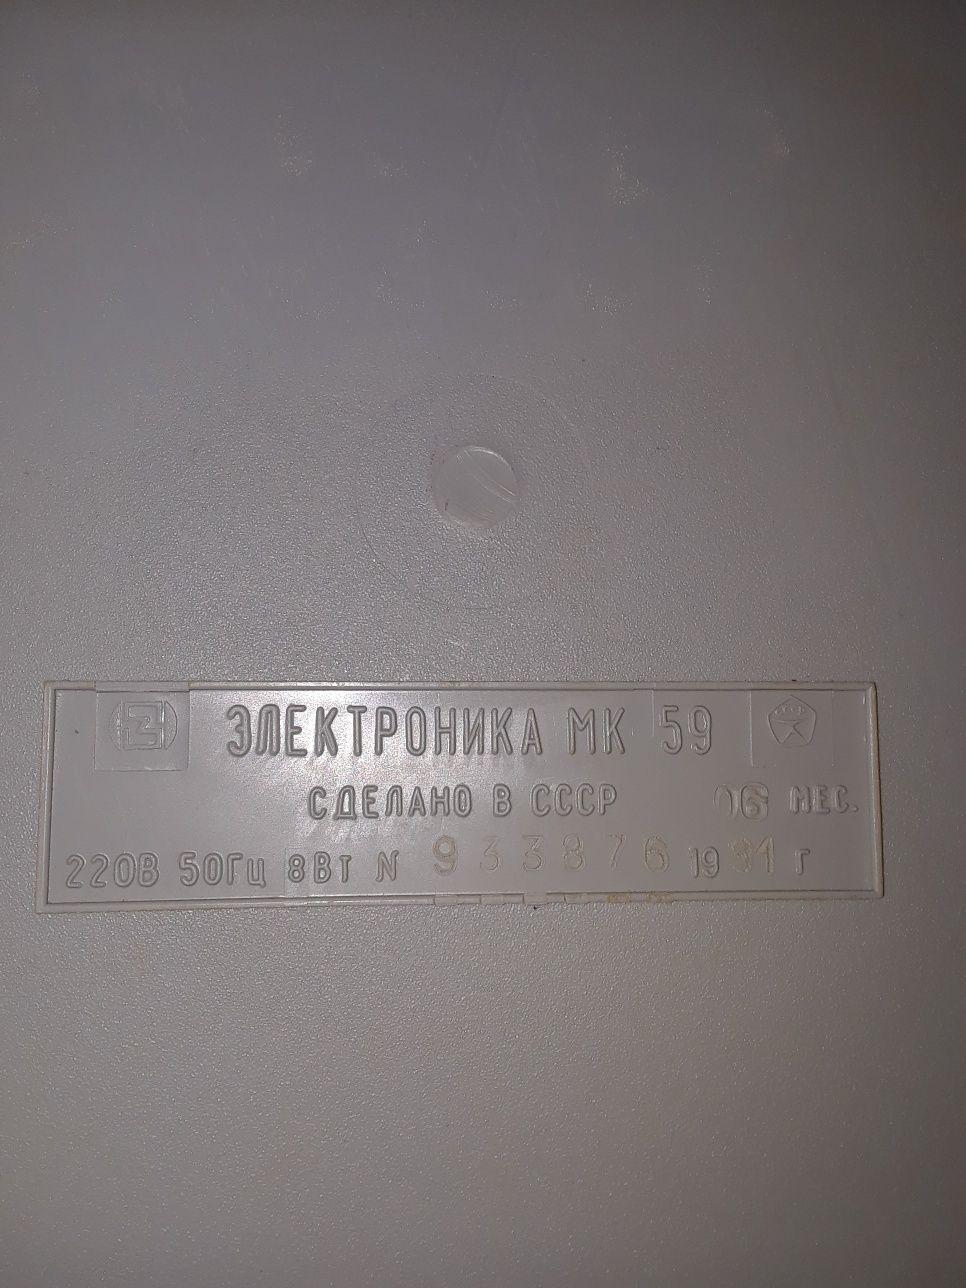 ЭЛЕКТРОНИКА МК 59
СДЕЛАНО В СССР 06 МЕС.
220В 50Гц 8Вт N 933876 1991 г